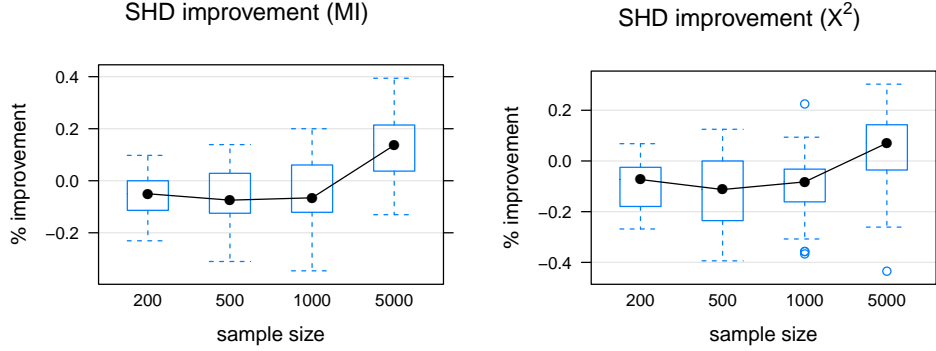 SHD improvement (MI)
% improvement
0.4
0.2
0.0
−0.2
200 500 1000 5000
sample size
SHD improvement (X²)
% improvement
0.2
0.0
−0.2
−0.4
200 500 1000 5000
sample size